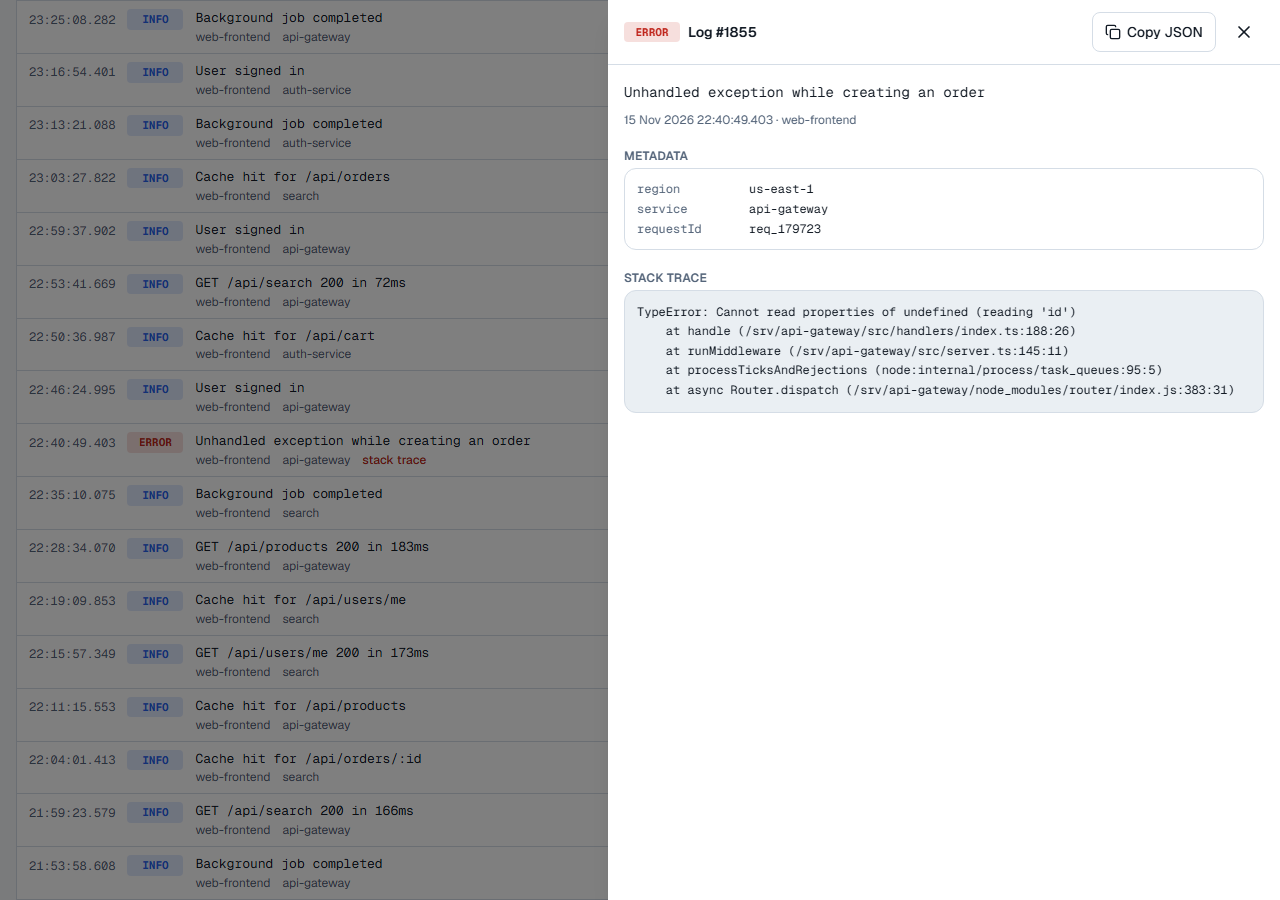 23:25:08.282 INFO Background job completed
web-frontend api-gateway
23:16:54.401 INFO User signed in
web-frontend auth-service
23:13:21.088 INFO Background job completed
web-frontend auth-service
23:03:27.822 INFO Cache hit for /api/orders
web-frontend search
22:59:37.902 INFO User signed in
web-frontend api-gateway
22:53:41.669 INFO GET /api/search 200 in 72ms
web-frontend api-gateway
22:50:36.987 INFO Cache hit for /api/cart
web-frontend auth-service
22:46:24.995 INFO User signed in
web-frontend api-gateway
22:40:49.403 ERROR Unhandled exception while creating an order
web-frontend api-gateway stack trace
22:35:10.075 INFO Background job completed
web-frontend search
22:28:34.070 INFO GET /api/products 200 in 183ms
web-frontend api-gateway
22:19:09.853 INFO Cache hit for /api/users/me
web-frontend search
22:15:57.349 INFO GET /api/users/me 200 in 173ms
web-frontend search
22:11:15.553 INFO Cache hit for /api/products
web-frontend api-gateway
22:04:01.413 INFO Cache hit for /api/orders/:id
web-frontend search
21:59:23.579 INFO GET /api/search 200 in 166ms
web-frontend api-gateway
21:53:58.608 INFO Background job completed
web-frontend api-gateway
ERROR Log #1855
Copy JSON
Unhandled exception while creating an order
15 Nov 2026 22:40:49.403 · web-frontend
METADATA
region us-east-1
service api-gateway
requestId req_179723
STACK TRACE
TypeError: Cannot read properties of undefined (reading 'id')
at handle (/srv/api-gateway/src/handlers/index.ts:188:26)
at runMiddleware (/srv/api-gateway/src/server.ts:145:11)
at processTicksAndRejections (node:internal/process/task_queues:95:5)
at async Router.dispatch (/srv/api-gateway/node_modules/router/index.js:383:31)